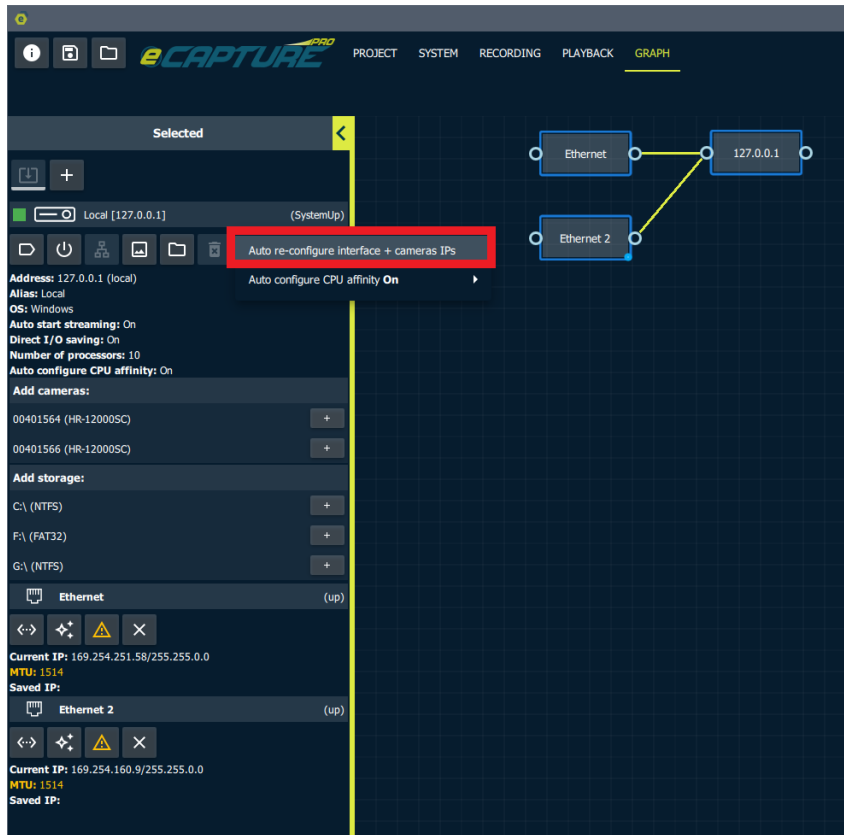 e
eCAPTURE PRO
PROJECT SYSTEM RECORDING PLAYBACK GRAPH
Selected
Local [127.0.0.1] (SystemUp)
Auto re-configure interface + cameras IPs
Auto configure CPU affinity On
Address: 127.0.0.1 (local)
Alias: Local
OS: Windows
Auto start streaming: On
Direct I/O saving: On
Number of processors: 10
Auto configure CPU affinity: On
Add cameras:
00401564 (HR-12000SC) +
00401566 (HR-12000SC) +
Add storage:
C:\ (NTFS) +
F:\ (FAT32) +
G:\ (NTFS) +
Ethernet (up)
Current IP: 169.254.251.58/255.255.0.0
MTU: 1514
Saved IP:
Ethernet 2 (up)
Current IP: 169.254.160.9/255.255.0.0
MTU: 1514
Saved IP:
Ethernet
127.0.0.1
Ethernet 2